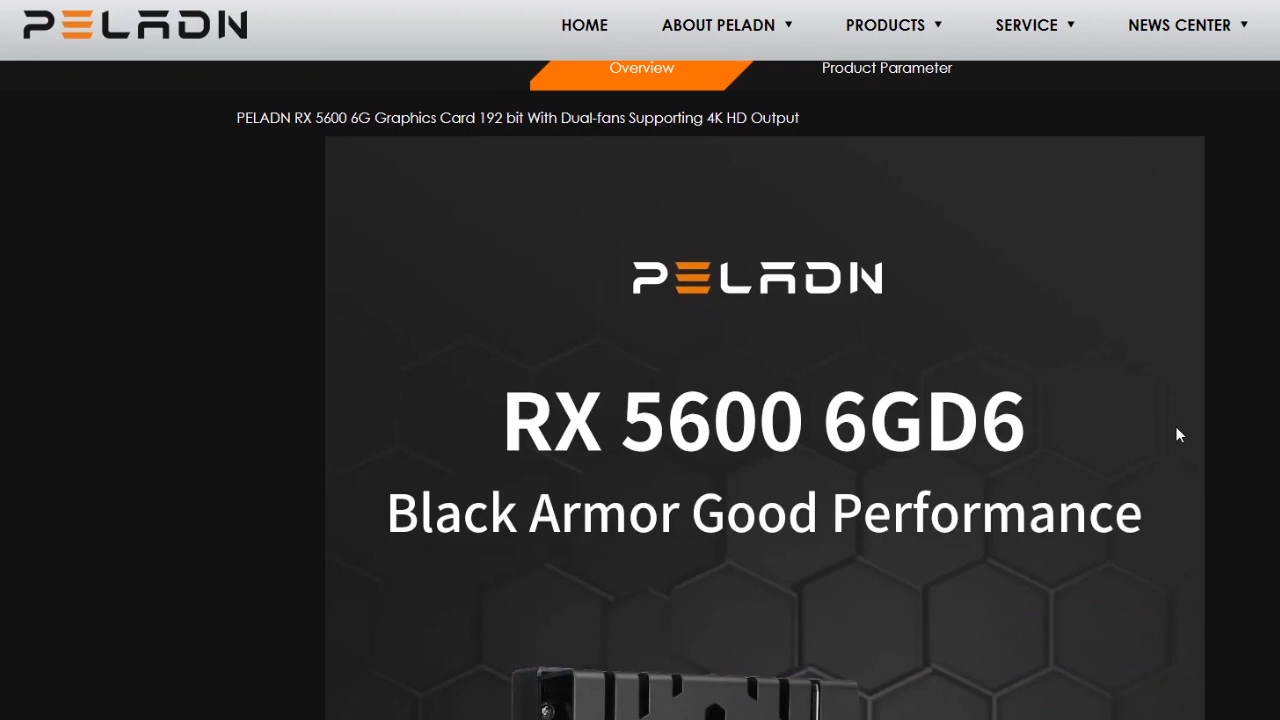 PELADN
HOME ABOUT PELADN PRODUCTS SERVICE NEWS CENTER
Overview Product Parameter
PELADN RX 5600 6G Graphics Card 192 bit With Dual-fans Supporting 4K HD Output
PELADN
RX 5600 6GD6
Black Armor Good Performance